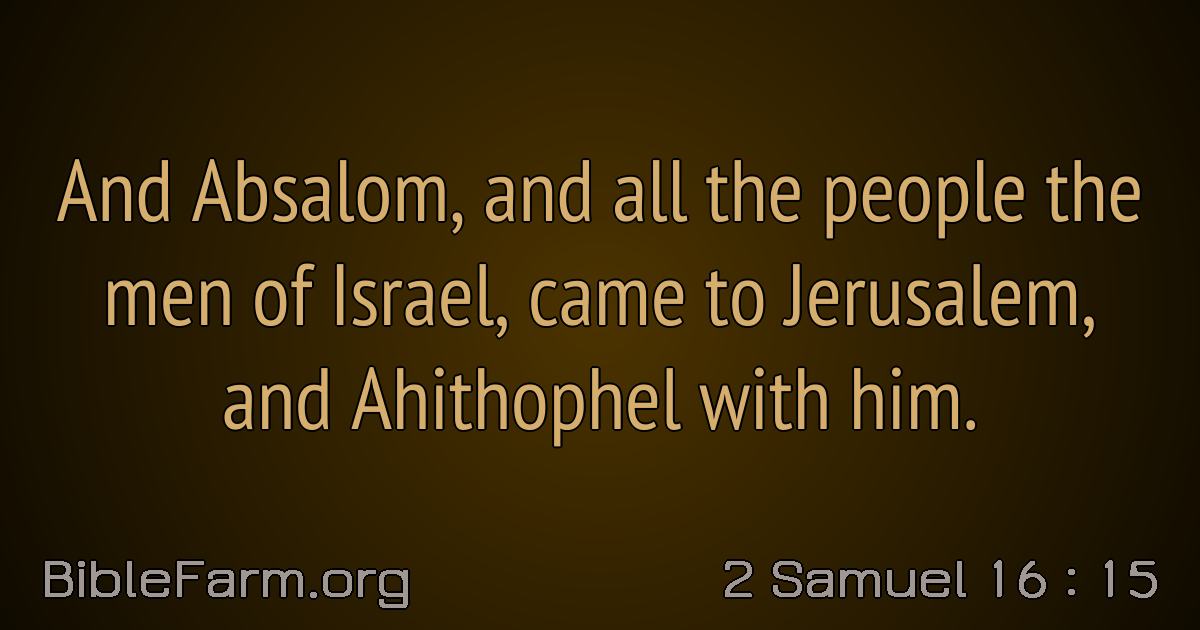 And Absalom, and all the people the
men of Israel, came to Jerusalem,
and Ahithophel with him.
BibleFarm.org
2 Samuel 16 : 15